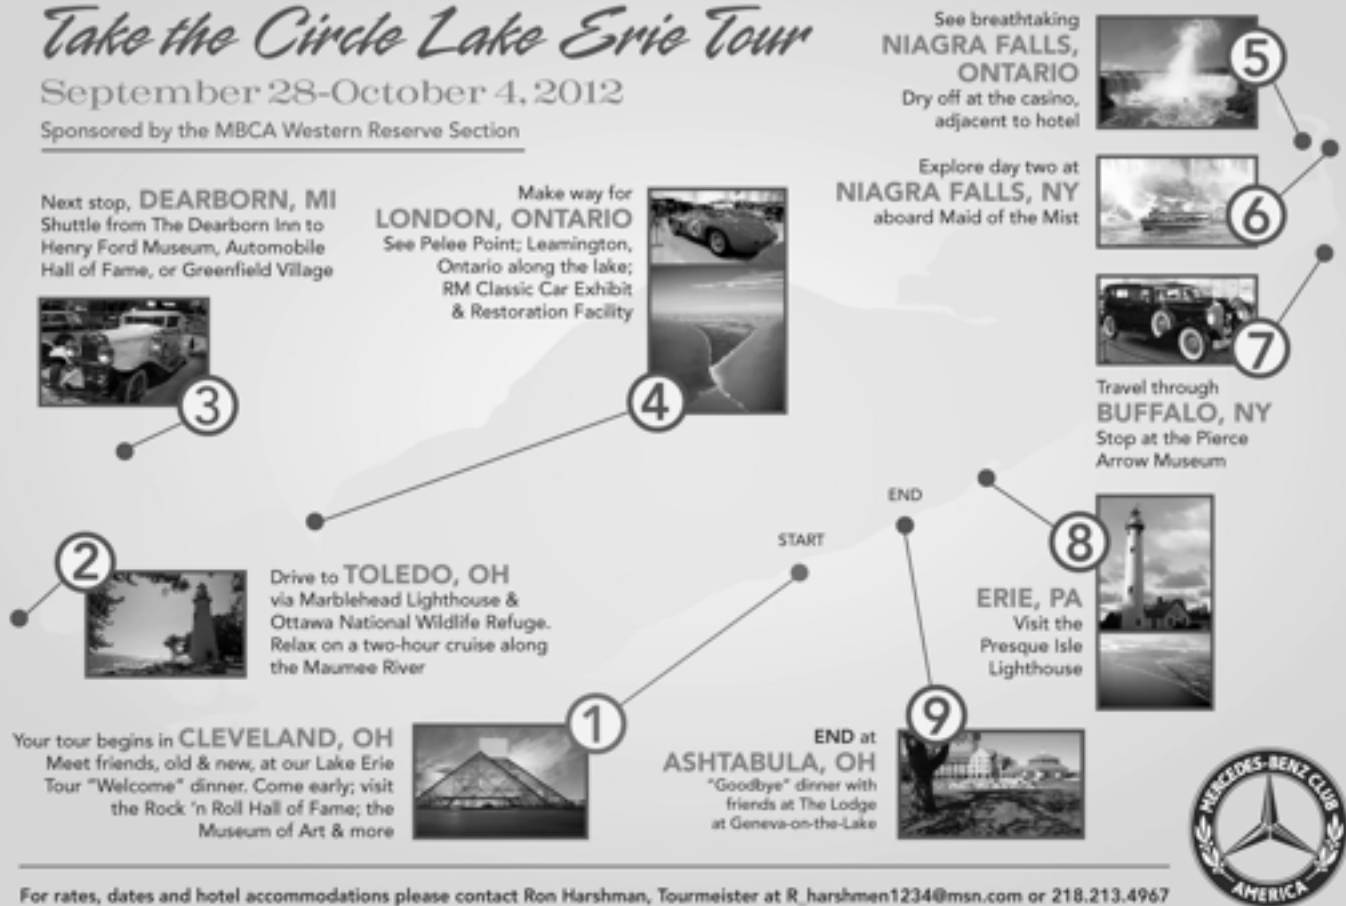 Take the Circle Lake Erie Tour
September 28-October 4, 2012
Sponsored by the MBCA Western Reserve Section
See breathtaking
NIAGRA FALLS,
ONTARIO
Dry off at the casino,
adjacent to hotel
5
Explore day two at
NIAGRA FALLS, NY
aboard Maid of the Mist
6
Next stop, DEARBORN, MI
Shuttle from The Dearborn Inn to
Henry Ford Museum, Automobile
Hall of Fame, or Greenfield Village
3
Make way for
LONDON, ONTARIO
See Pelee Point; Leamington,
Ontario along the lake;
RM Classic Car Exhibit
& Restoration Facility
4
7
Travel through
BUFFALO, NY
Stop at the Pierce
Arrow Museum
2
Drive to TOLEDO, OH
via Marblehead Lighthouse &
Ottawa National Wildlife Refuge.
Relax on a two-hour cruise along
the Maumee River
START
END
8
ERIE, PA
Visit the
Presque Isle
Lighthouse
1
Your tour begins in CLEVELAND, OH
Meet friends, old & new, at our Lake Erie
Tour "Welcome" dinner. Come early; visit
the Rock 'n Roll Hall of Fame; the
Museum of Art & more
9
END at
ASHTABULA, OH
"Goodbye" dinner with
friends at The Lodge
at Geneva-on-the-Lake
MERCEDES-BENZ CLUB
AMERICA
For rates, dates and hotel accommodations please contact Ron Harshman, Tourmeister at R_harshmen1234@msn.com or 218.213.4967